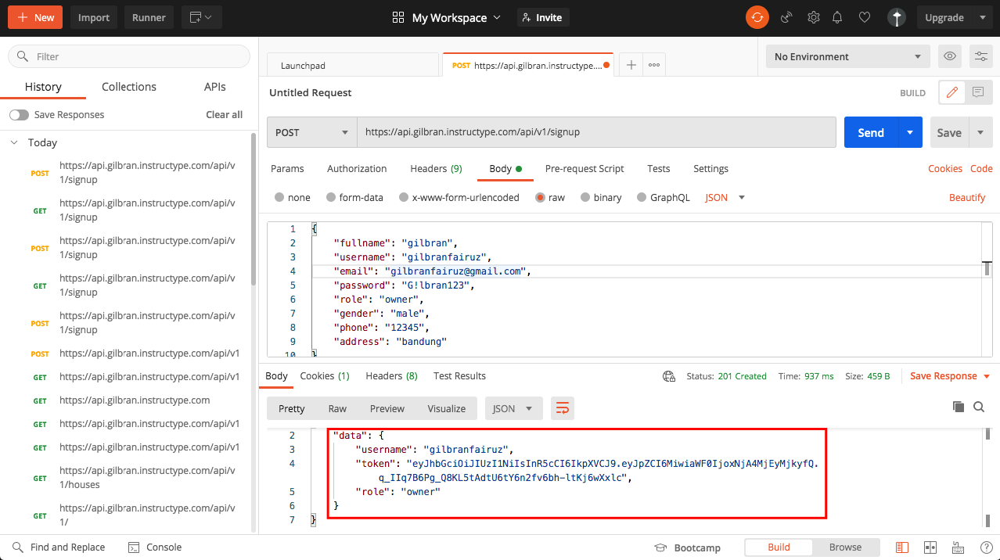 New
Import
Runner
My Workspace
Invite
Upgrade
Filter
History
Collections
APIs
Save Responses
Clear all
Today
POST https://api.gilbran.instructype.com/api/v
1/signup
GET https://api.gilbran.instructype.com/api/v
1/signup
POST https://api.gilbran.instructype.com/api/v
1/signup
GET https://api.gilbran.instructype.com/api/v
1/signup
POST https://api.gilbran.instructype.com/api/v
1/signup
POST https://api.gilbran.instructype.com/api/v1
GET https://api.gilbran.instructype.com/api/v1
GET https://api.gilbran.instructype.com
GET https://api.gilbran.instructype.com/api/v1
GET https://api.gilbran.instructype.com/api/v1
GET https://api.gilbran.instructype.com/api/v
1/houses
GET https://api.gilbran.instructype.com/api/v
1/
Launchpad
POST https://api.gilbran.instructype....
No Environment
Untitled Request
BUILD
POST
https://api.gilbran.instructype.com/api/v1/signup
Send
Save
Params
Authorization
Headers (9)
Body
Pre-request Script
Tests
Settings
Cookies
Code
none
form-data
x-www-form-urlencoded
raw
binary
GraphQL
JSON
Beautify
1 {
2 "fullname": "gilbran",
3 "username": "gilbranfairuz",
4 "email": "gilbranfairuz@gmail.com",
5 "password": "G!lbran123",
6 "role": "owner",
7 "gender": "male",
8 "phone": "12345",
9 "address": "bandung"
10 }
Body
Cookies (1)
Headers (8)
Test Results
Status: 201 Created
Time: 937 ms
Size: 459 B
Save Response
Pretty
Raw
Preview
Visualize
JSON
2 "data": {
3 "username": "gilbranfairuz",
4 "token": "eyJhbGciOiJIUzI1NiIsInR5cCI6IkpXVCJ9.eyJpZCI6MiwiaWF0IjoxNjA4MjEyMjkyfQ.
q_IIq7B6Pg_Q8KL5tAdtU6tY6n2fv6bh-ltKj6wXxlc",
5 "role": "owner"
6 }
7 }
Find and Replace
Console
Bootcamp
Build
Browse